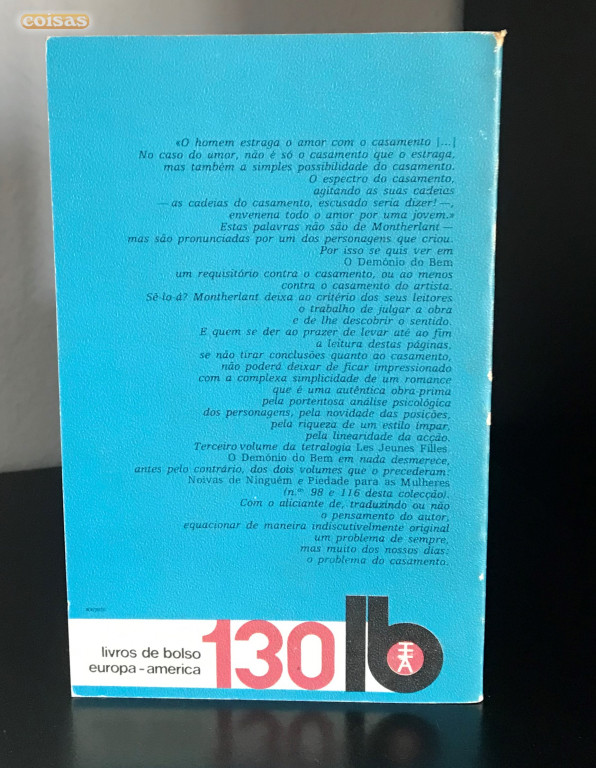 coisas
«O homem estraga o amor com o casamento [...]
No caso do amor, não é só o casamento que o estraga,
mas também a simples possibilidade do casamento.
O espectro do casamento,
agitando as suas cadeias
— as cadeias do casamento, escusado seria dizer! —,
envenena todo o amor por uma jovem.»
Estas palavras não são de Montherlant —
mas são pronunciadas por um dos personagens que criou.
Por isso se quis ver em
O Demónio do Bem
um requisitório contra o casamento, ou ao menos
contra o casamento do artista.
Sê-lo-á? Montherlant deixa ao critério dos seus leitores
o trabalho de julgar a obra
e de lhe descobrir o sentido.
E quem se der ao prazer de levar até ao fim
a leitura destas páginas,
se não tirar conclusões quanto ao casamento,
não poderá deixar de ficar impressionado
com a complexa simplicidade de um romance
que é uma autêntica obra-prima
pela portentosa análise psicológica
dos personagens, pela novidade das posições,
pela riqueza de um estilo ímpar,
pela linearidade da acção.
Terceiro volume da tetralogia Les Jeunes Filles,
O Demónio do Bem em nada desmerece,
antes pelo contrário, dos dois volumes que o precederam:
Noivas de Ninguém e Piedade para as Mulheres
(n.os 98 e 116 desta colecção).
Com o aliciante de, traduzindo ou não
o pensamento do autor,
equacionar de maneira indiscutivelmente original
um problema de sempre,
mas muito dos nossos dias:
o problema do casamento.
livros de bolso
europa-america
130
lb
EA